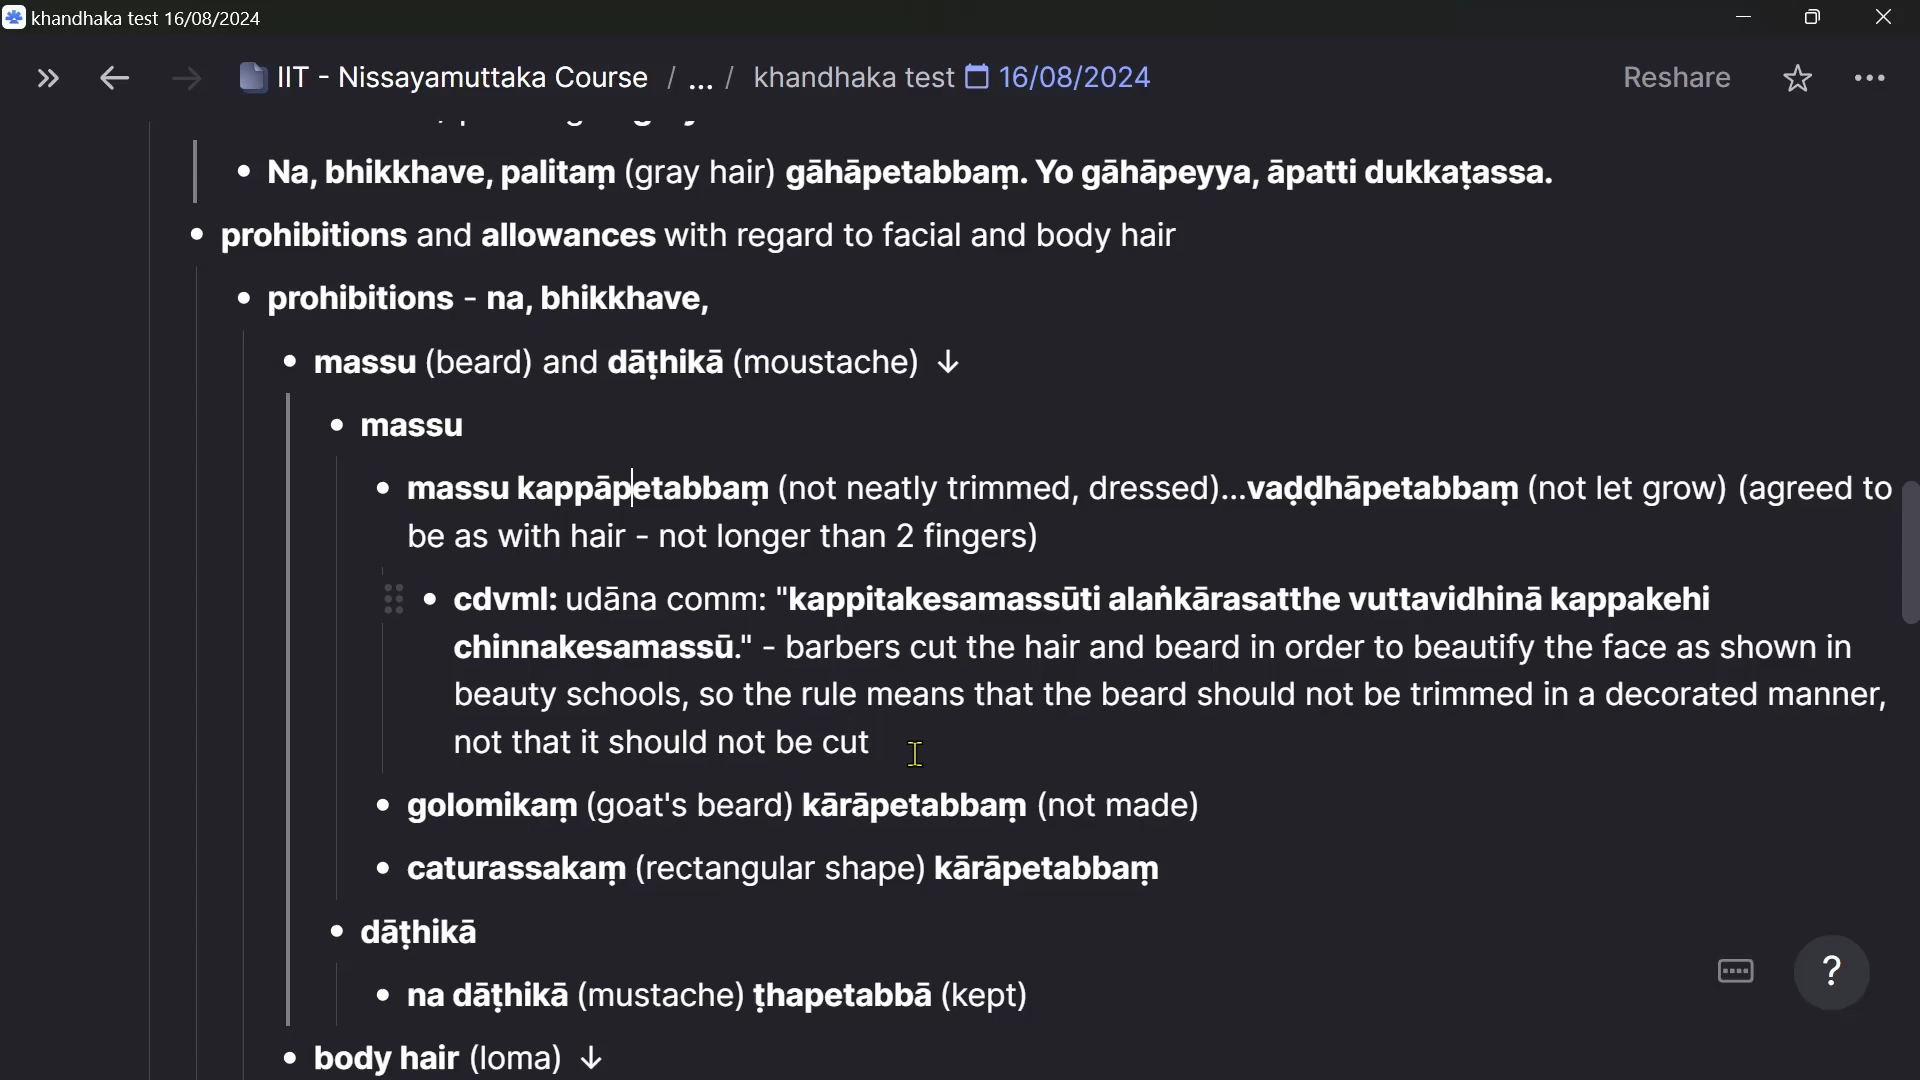 khandhaka test 16/08/2024
IIT - Nissayamuttaka Course / ... / khandhaka test 16/08/2024 Reshare
• Na, bhikkhave, palitaṃ (gray hair) gāhāpetabbaṃ. Yo gāhāpeyya, āpatti dukkaṭassa.
• prohibitions and allowances with regard to facial and body hair
• prohibitions - na, bhikkhave,
• massu (beard) and dāṭhikā (moustache) ↓
• massu
• massu kappāpetabbaṃ (not neatly trimmed, dressed)...vaḍḍhāpetabbaṃ (not let grow) (agreed to
be as with hair - not longer than 2 fingers)
• cdvml: udāna comm: "kappitakesamassūti alaṅkārasatthe vuttavidhinā kappakehi
chinnakesamassū." - barbers cut the hair and beard in order to beautify the face as shown in
beauty schools, so the rule means that the beard should not be trimmed in a decorated manner,
not that it should not be cut
• golomikaṃ (goat's beard) kārāpetabbaṃ (not made)
• caturassakaṃ (rectangular shape) kārāpetabbaṃ
• dāṭhikā
• na dāṭhikā (mustache) ṭhapetabbā (kept)
?
• body hair (loma) ↓